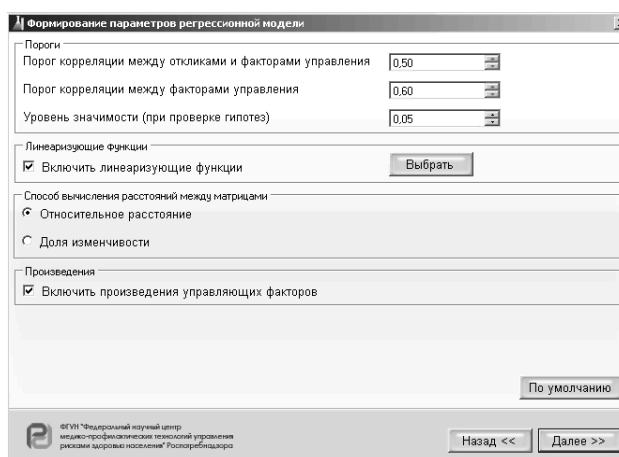 Формирование параметров регрессионной модели
Пороги
Порог корреляции между откликами и факторами управления 0,50
Порог корреляции между факторами управления 0,60
Уровень значимости (при проверке гипотез) 0,05
Линеаризующие функции
Включить линеаризующие функции Выбрать
Способ вычисления расстояний между матрицами
Относительное расстояние
Доля изменчивости
Произведения
Включить произведения управляющих факторов
По умолчанию
ФГУН "Федеральный научный центр
медико-профилактических технологий управления
рисками здоровью населения" Роспотребнадзора
Назад << Далее >>